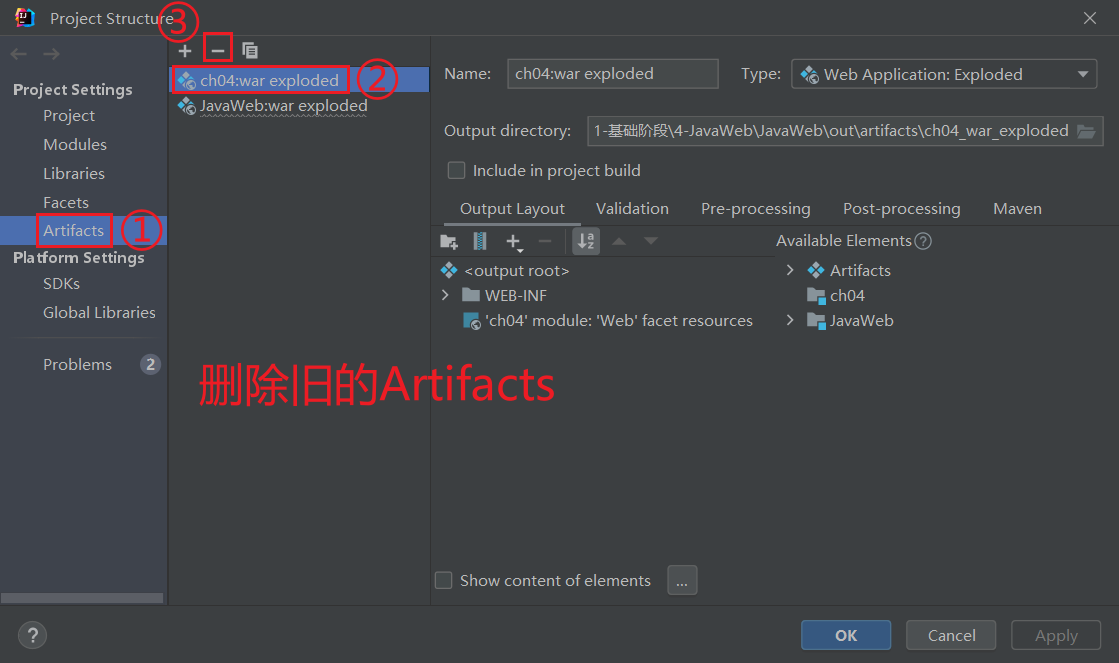 Project Structure
③
Project Settings
Project
Modules
Libraries
Facets
Artifacts ①
Platform Settings
SDKs
Global Libraries
Problems 2
ch04:war exploded ②
JavaWeb:war exploded
Name: ch04:war exploded Type: Web Application: Exploded
Output directory: 1-基础阶段\4-JavaWeb\JavaWeb\out\artifacts\ch04_war_exploded
Include in project build
Output Layout Validation Pre-processing Post-processing Maven
Available Elements ?
<output root>
WEB-INF
'ch04' module: 'Web' facet resources
Artifacts
ch04
JavaWeb
删除旧的Artifacts
Show content of elements ...
? OK Cancel Apply